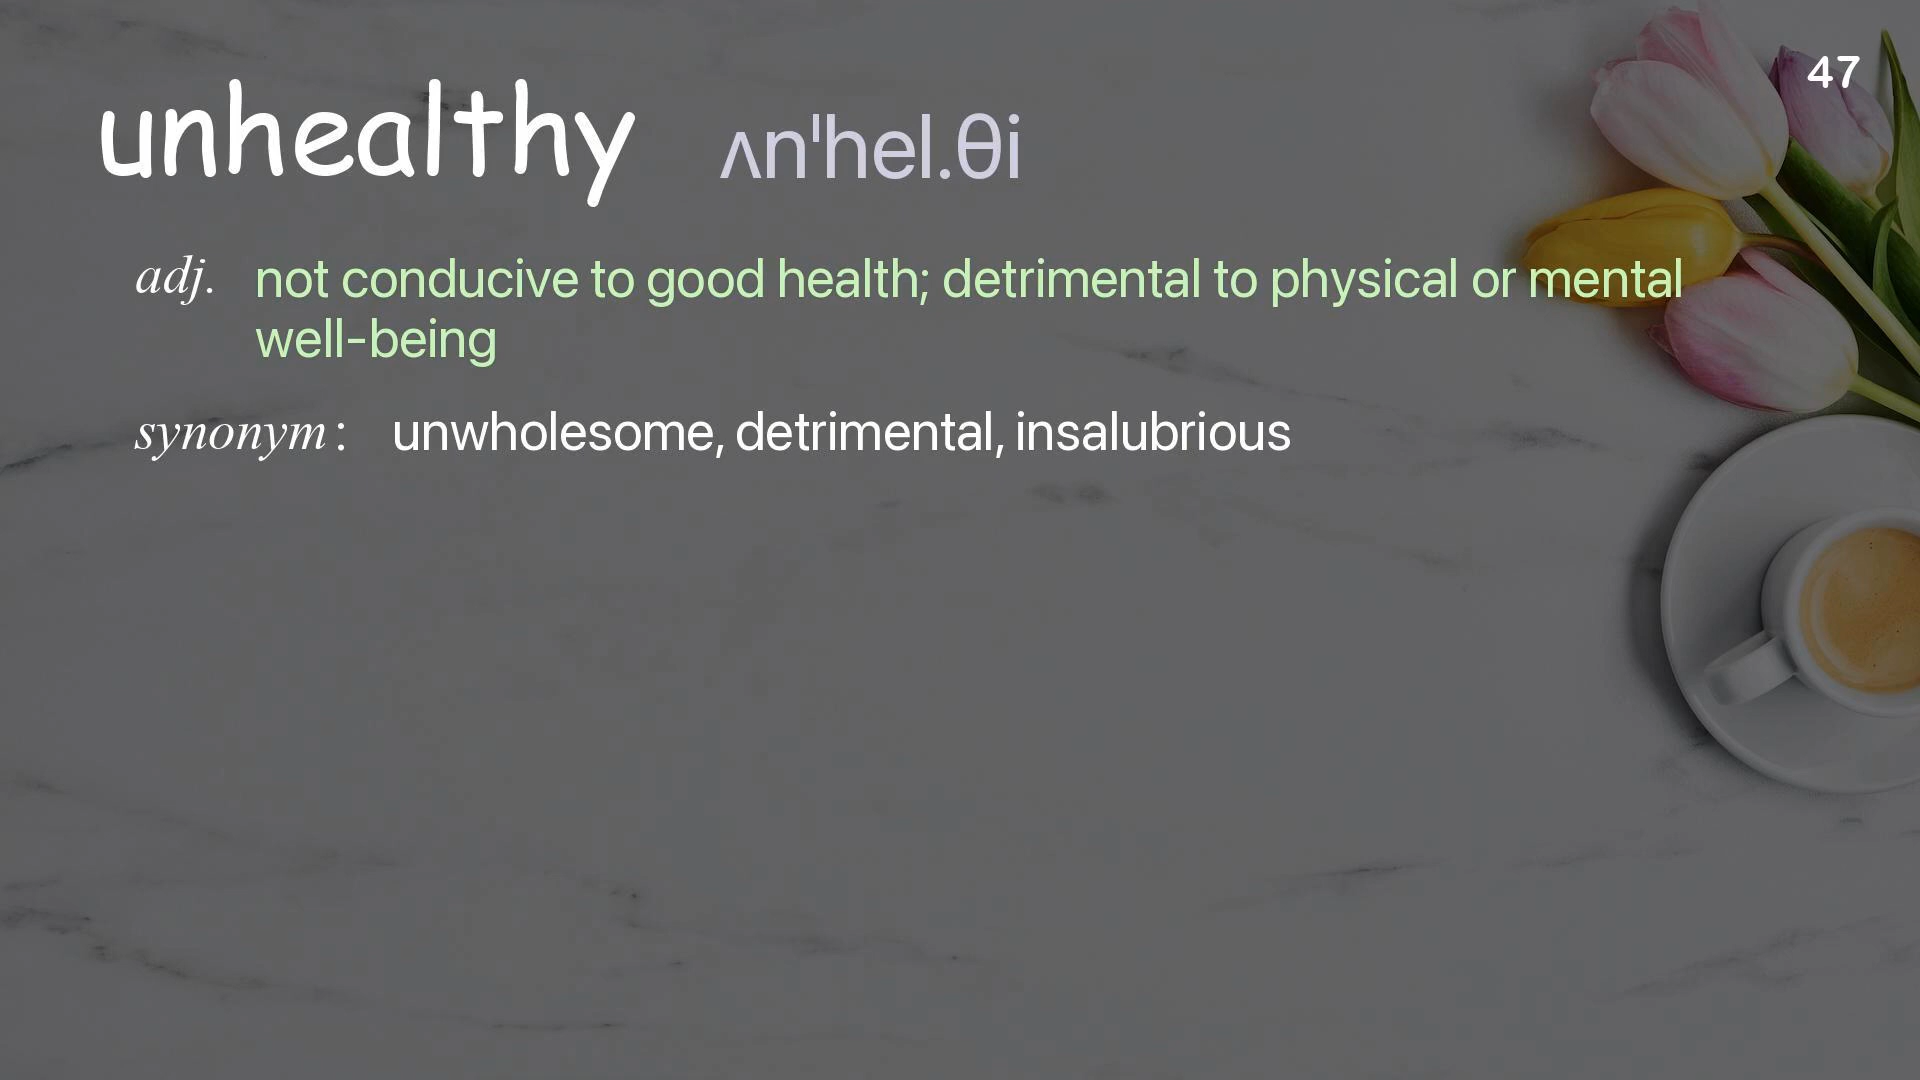 47
unhealthy ʌnˈhel.θi
adj. not conducive to good health; detrimental to physical or mental
well-being
synonym: unwholesome, detrimental, insalubrious